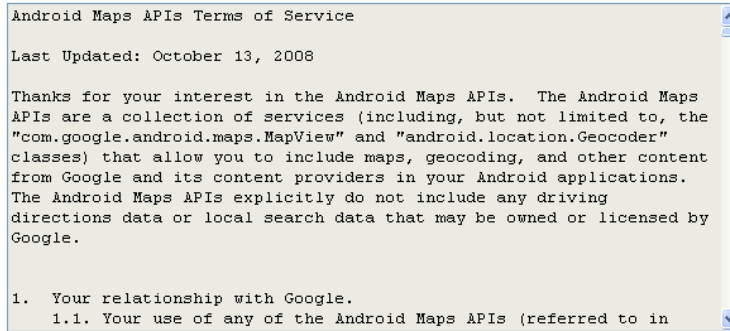 Android Maps APIs Terms of Service
Last Updated: October 13, 2008
Thanks for your interest in the Android Maps APIs.  The Android Maps
APIs are a collection of services (including, but not limited to, the
"com.google.android.maps.MapView" and "android.location.Geocoder"
classes) that allow you to include maps, geocoding, and other content
from Google and its content providers in your Android applications.
The Android Maps APIs explicitly do not include any driving
directions data or local search data that may be owned or licensed by
Google.
1.  Your relationship with Google.
1.1. Your use of any of the Android Maps APIs (referred to in